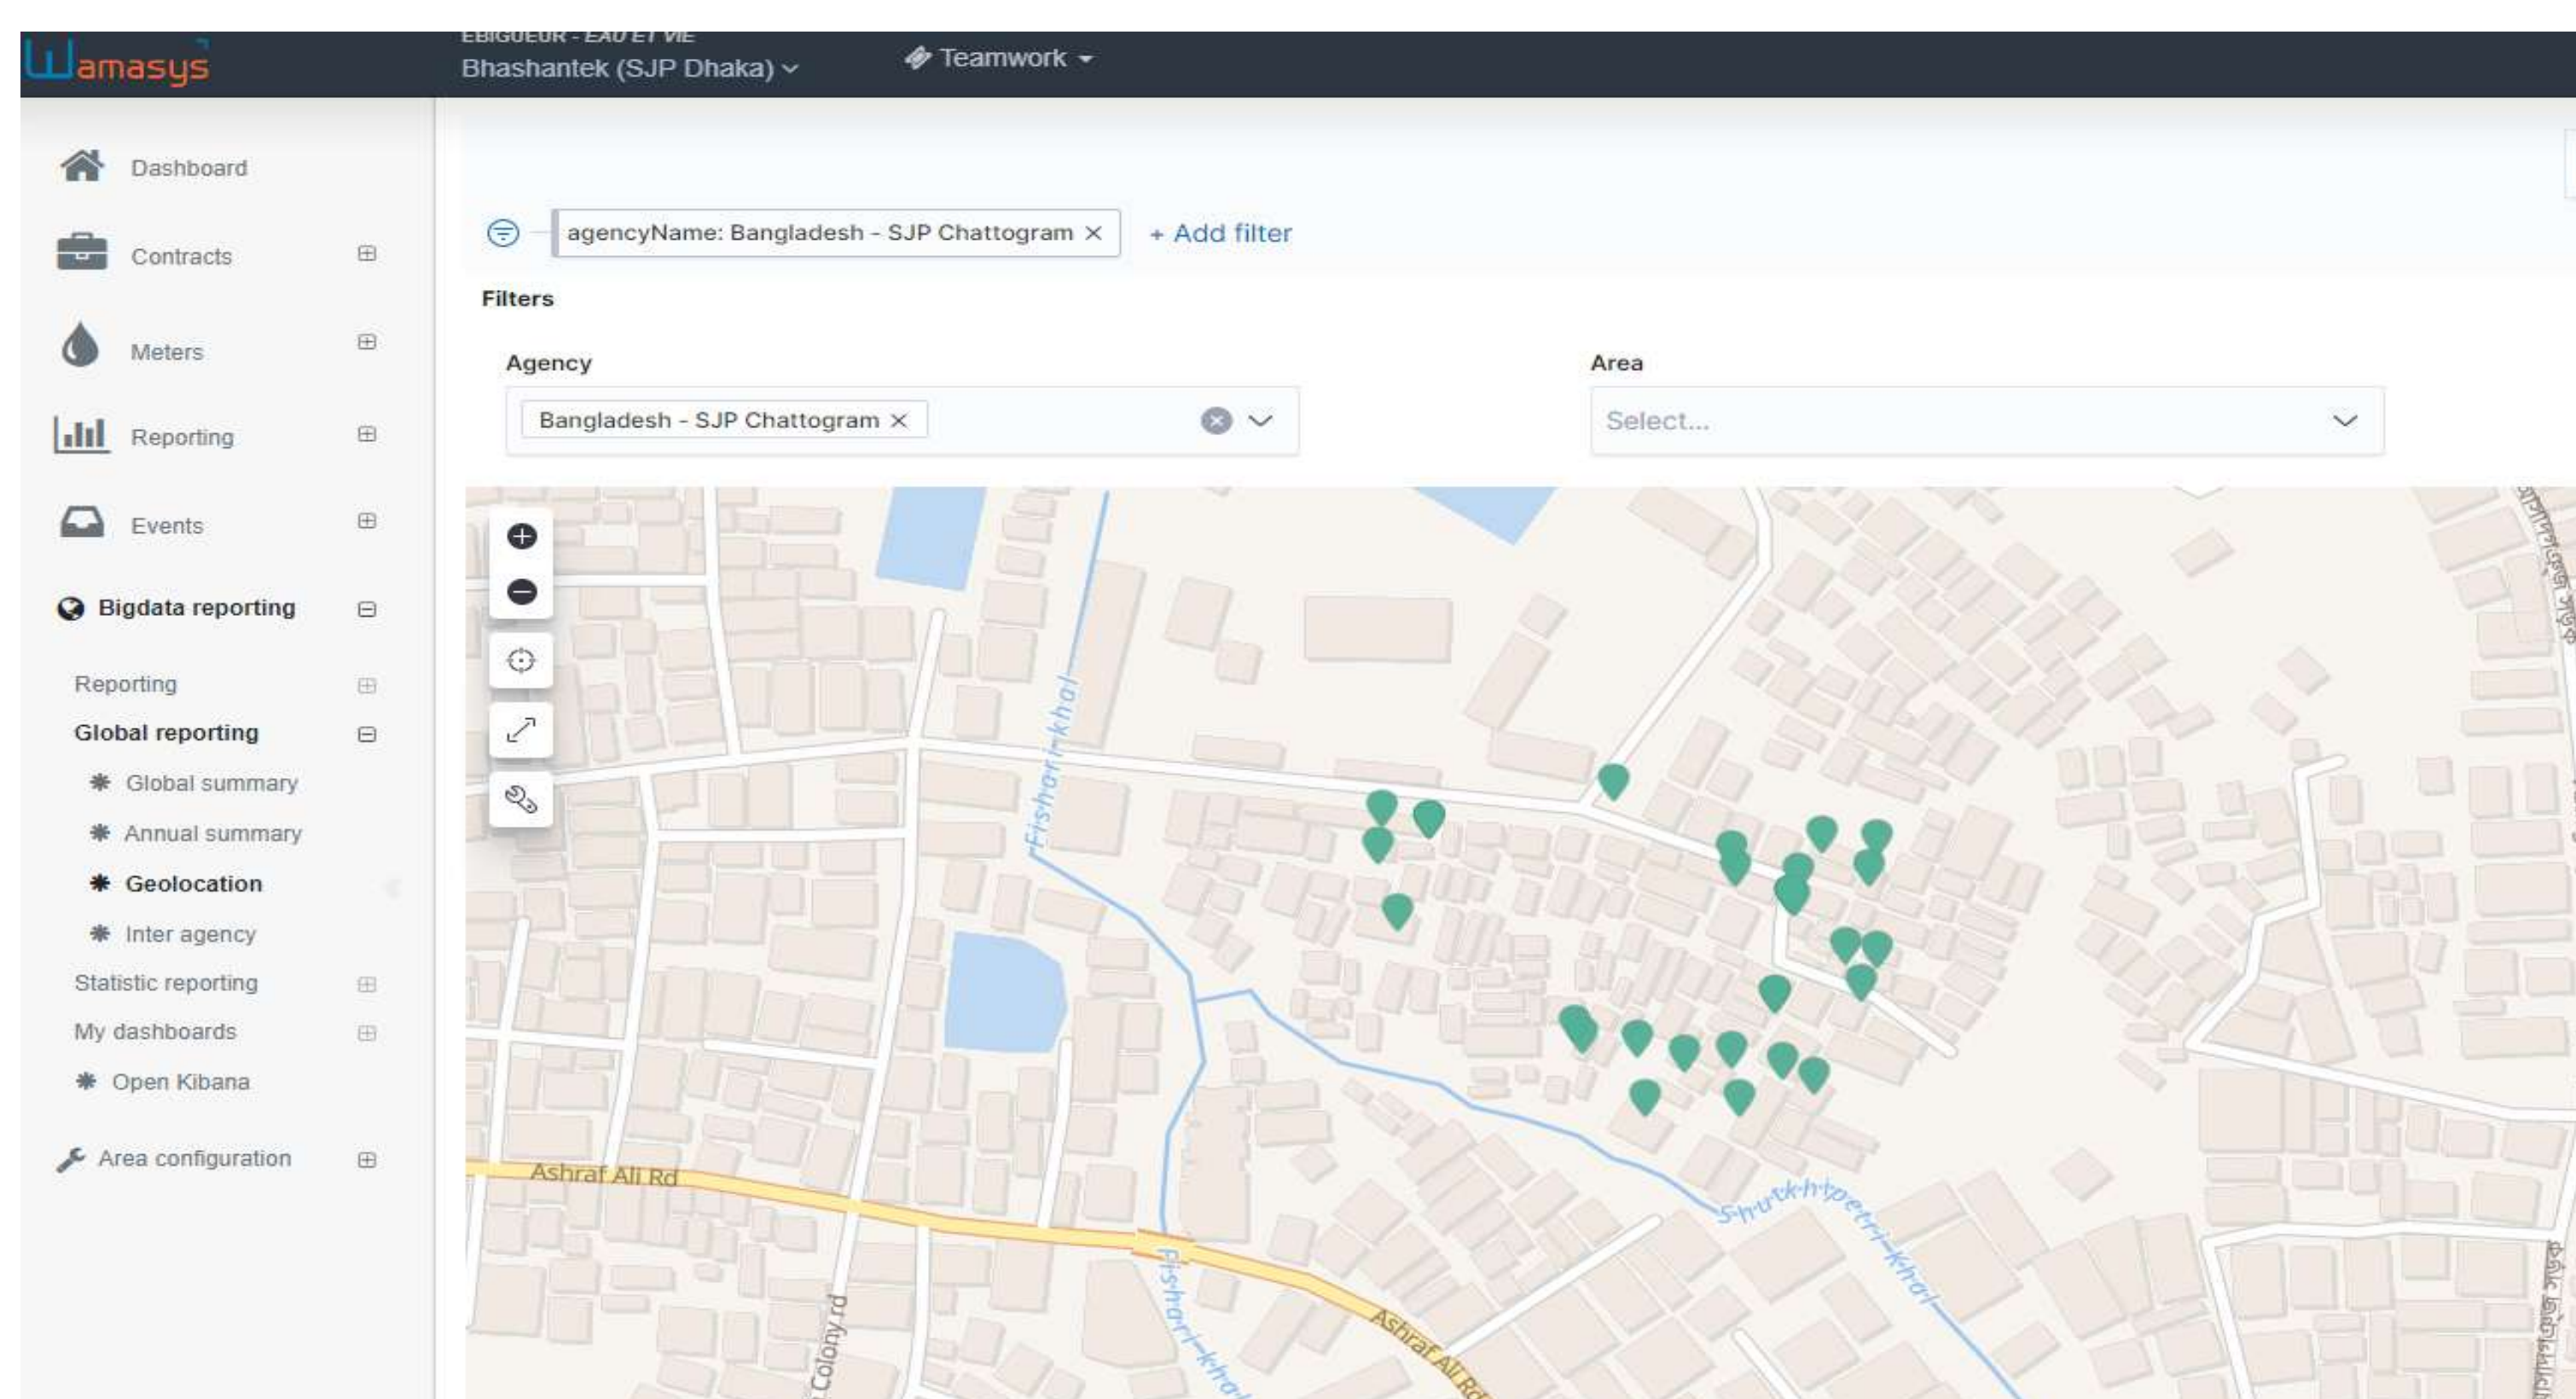 Wamasys
EBIGUEUR - EAU ET VIE
Bhashantek (SJP Dhaka)
Teamwork
Dashboard
Contracts
Meters
Reporting
Events
Bigdata reporting
Reporting
Global reporting
Global summary
Annual summary
Geolocation
Inter agency
Statistic reporting
My dashboards
Open Kibana
Area configuration
agencyName: Bangladesh - SJP Chattogram ×
+ Add filter
Filters
Agency
Bangladesh - SJP Chattogram ×
Area
Select...
Fishari-khal
Ashraf Ali Rd
Shutkhipetri-Khal
Fishari-khal
Colony rd
Ashraf Ali Rd